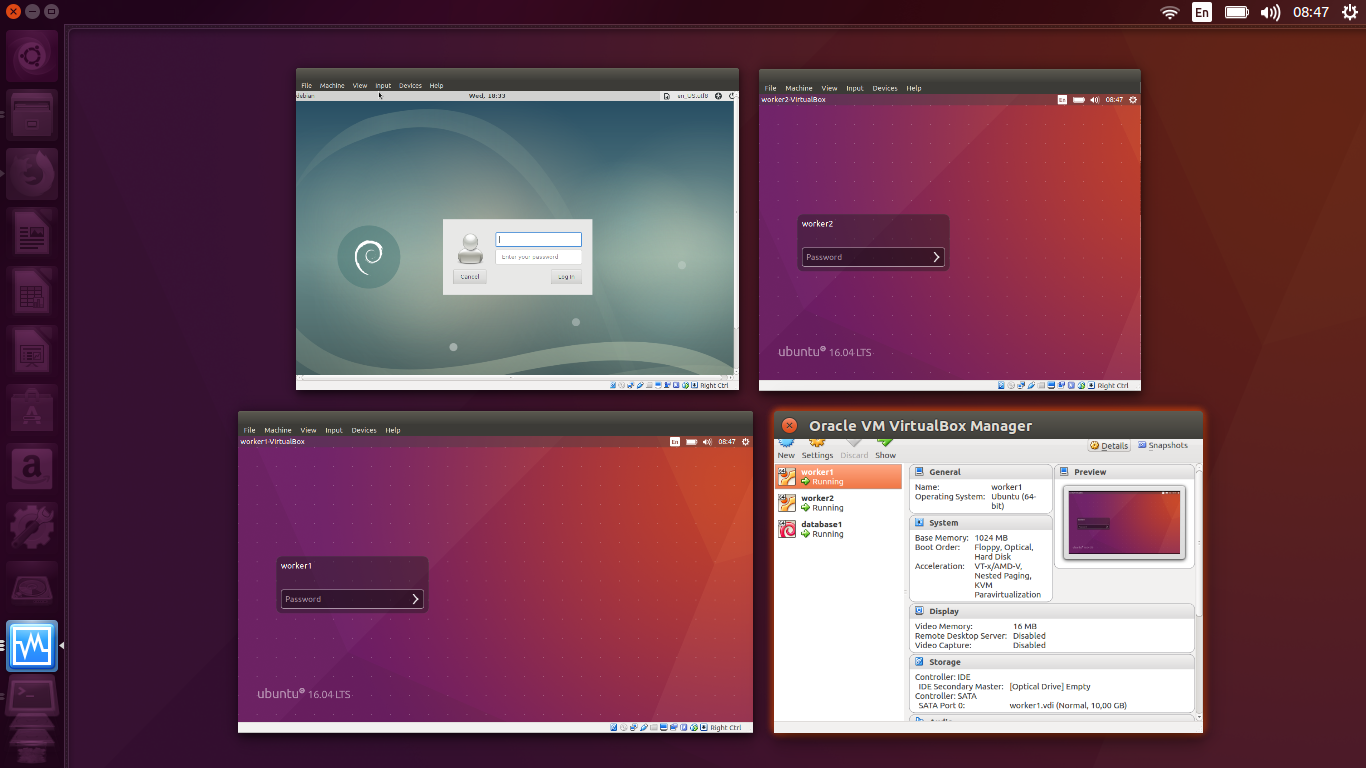 En
08:47
File Machine View Input Devices Help
debian
Wed, 18:33
en_US.utf8
Enter your password
Cancel
Log In
Right Ctrl
File Machine View Input Devices Help
worker2-VirtualBox
En
08:47
worker2
Password
ubuntu 16.04 LTS
Right Ctrl
File Machine View Input Devices Help
worker1-VirtualBox
En
08:47
worker1
Password
ubuntu 16.04 LTS
Right Ctrl
Oracle VM VirtualBox Manager
New Settings Discard Show
Details Snapshots
worker1
Running
worker2
Running
database1
Running
General
Name: worker1
Operating System: Ubuntu (64-
bit)
System
Base Memory: 1024 MB
Boot Order: Floppy, Optical,
Hard Disk
Acceleration: VT-x/AMD-V,
Nested Paging,
KVM
Paravirtualization
Preview
Display
Video Memory: 16 MB
Remote Desktop Server: Disabled
Video Capture: Disabled
Storage
Controller: IDE
IDE Secondary Master: [Optical Drive] Empty
Controller: SATA
SATA Port 0: worker1.vdi (Normal, 10,00 GB)